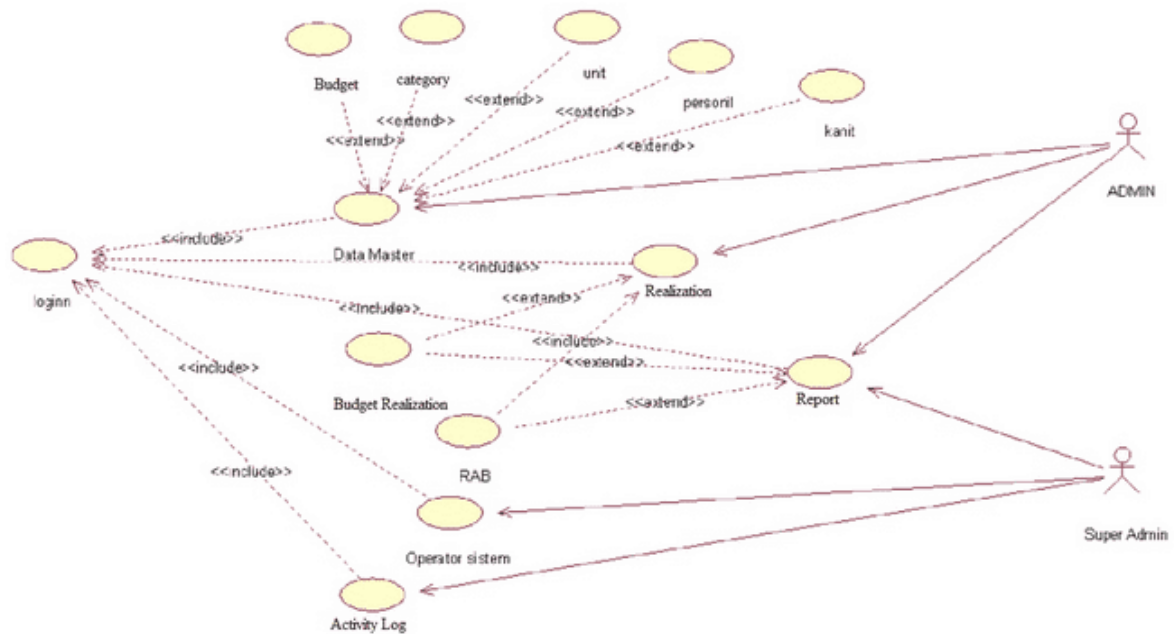 Budget
category
unit
personil
kanit
<<extend>>
<<extend>>
<<extend>>
<<extend>>
<<extend>>
ADMIN
<<include>>
Data Master
<<include>>
loginn
Realization
<<extend>>
<<include>>
<<include>>
<<include>>
<<extend>>
Budget Realization
<<extend>>
Report
<<include>>
RAB
Super Admin
Operator sistem
Activity Log